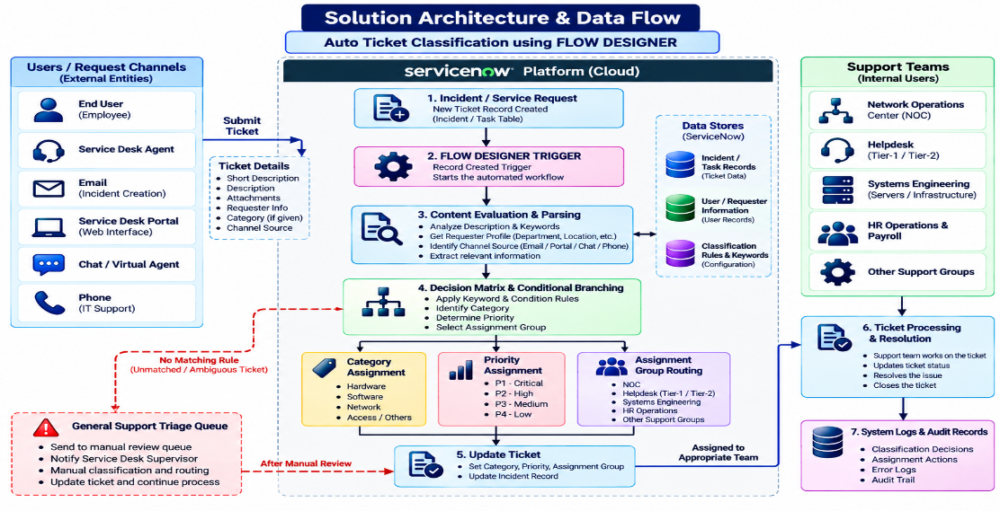 Solution Architecture & Data Flow
Auto Ticket Classification using FLOW DESIGNER
Users / Request Channels
(External Entities)
End User
(Employee)
Service Desk Agent
Email
(Incident Creation)
Service Desk Portal
(Web Interface)
Chat / Virtual Agent
Phone
(IT Support)
Submit
Ticket
Ticket Details
• Short Description
• Description
• Attachments
• Requester Info
• Category (if given)
• Channel Source
servicenow Platform (Cloud)
1. Incident / Service Request
New Ticket Record Created
(Incident / Task Table)
2. FLOW DESIGNER TRIGGER
Record Created Trigger
Starts the automated workflow
3. Content Evaluation & Parsing
• Analyze Description & Keywords
• Get Requester Profile (Department, Location, etc.)
• Identify Channel Source (Email / Portal / Chat / Phone)
• Extract relevant information
Data Stores
(ServiceNow)
Incident /
Task Records
(Ticket Data)
User / Requester
Information
(User Records)
Classification
Rules & Keywords
(Configuration)
4. Decision Matrix & Conditional Branching
• Apply Keyword & Condition Rules
• Identify Category
• Determine Priority
• Select Assignment Group
No Matching Rule
(Unmatched / Ambiguous Ticket)
Category
Assignment
• Hardware
• Software
• Network
• Access / Others
Priority
Assignment
• P1 - Critical
• P2 - High
• P3 - Medium
• P4 - Low
Assignment
Group Routing
• NOC
• Helpdesk (Tier-1 / Tier-2)
• Systems Engineering
• HR Operations
• Other Support Groups
General Support Triage Queue
• Send to manual review queue
• Notify Service Desk Supervisor
• Manual classification and routing
• Update ticket and continue process
After Manual Review
5. Update Ticket
• Set Category, Priority, Assignment Group
• Update Incident Record
Assigned to
Appropriate Team
Support Teams
(Internal Users)
Network Operations
Center (NOC)
Helpdesk
(Tier-1 / Tier-2)
Systems Engineering
(Servers / Infrastructure)
HR Operations &
Payroll
Other Support Groups
6. Ticket Processing
& Resolution
• Support team works on the ticket
• Updates ticket status
• Resolves the issue
• Closes the ticket
7. System Logs & Audit Records
• Classification Decisions
• Assignment Actions
• Error Logs
• Audit Trail